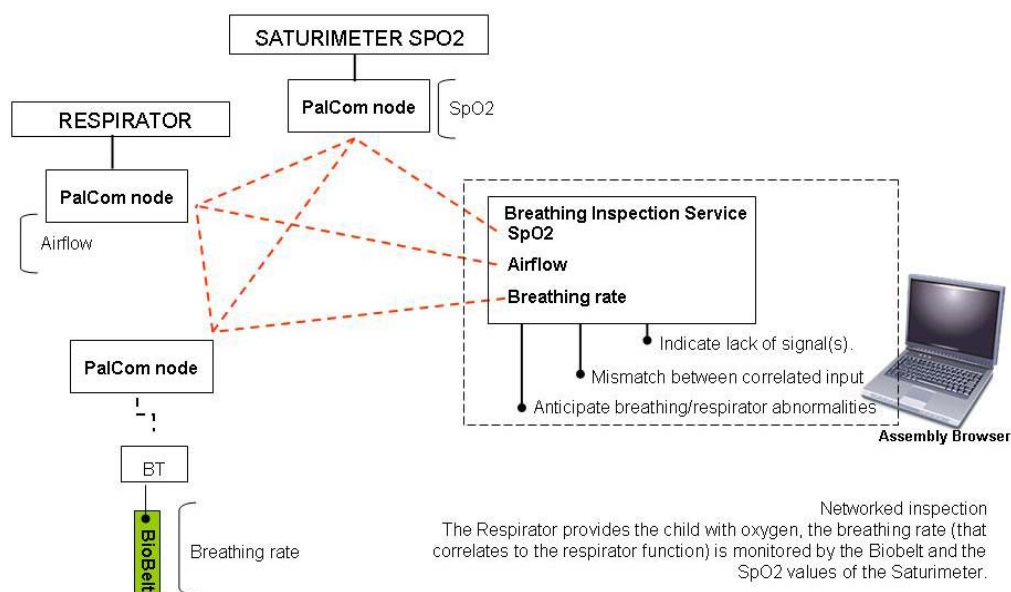 SATURIMETER SPO2
PalCom node
SpO2
RESPIRATOR
PalCom node
Airflow
Breathing Inspection Service
SpO2
Airflow
Breathing rate
Indicate lack of signal(s).
Mismatch between correlated input
Anticipate breathing/respirator abnormalities
Assembly Browser
PalCom node
BT
BioBelt
Breathing rate
Networked inspection
The Respirator provides the child with oxygen, the breathing rate (that
correlates to the respirator function) is monitored by the Biobelt and the
SpO2 values of the Saturimeter.